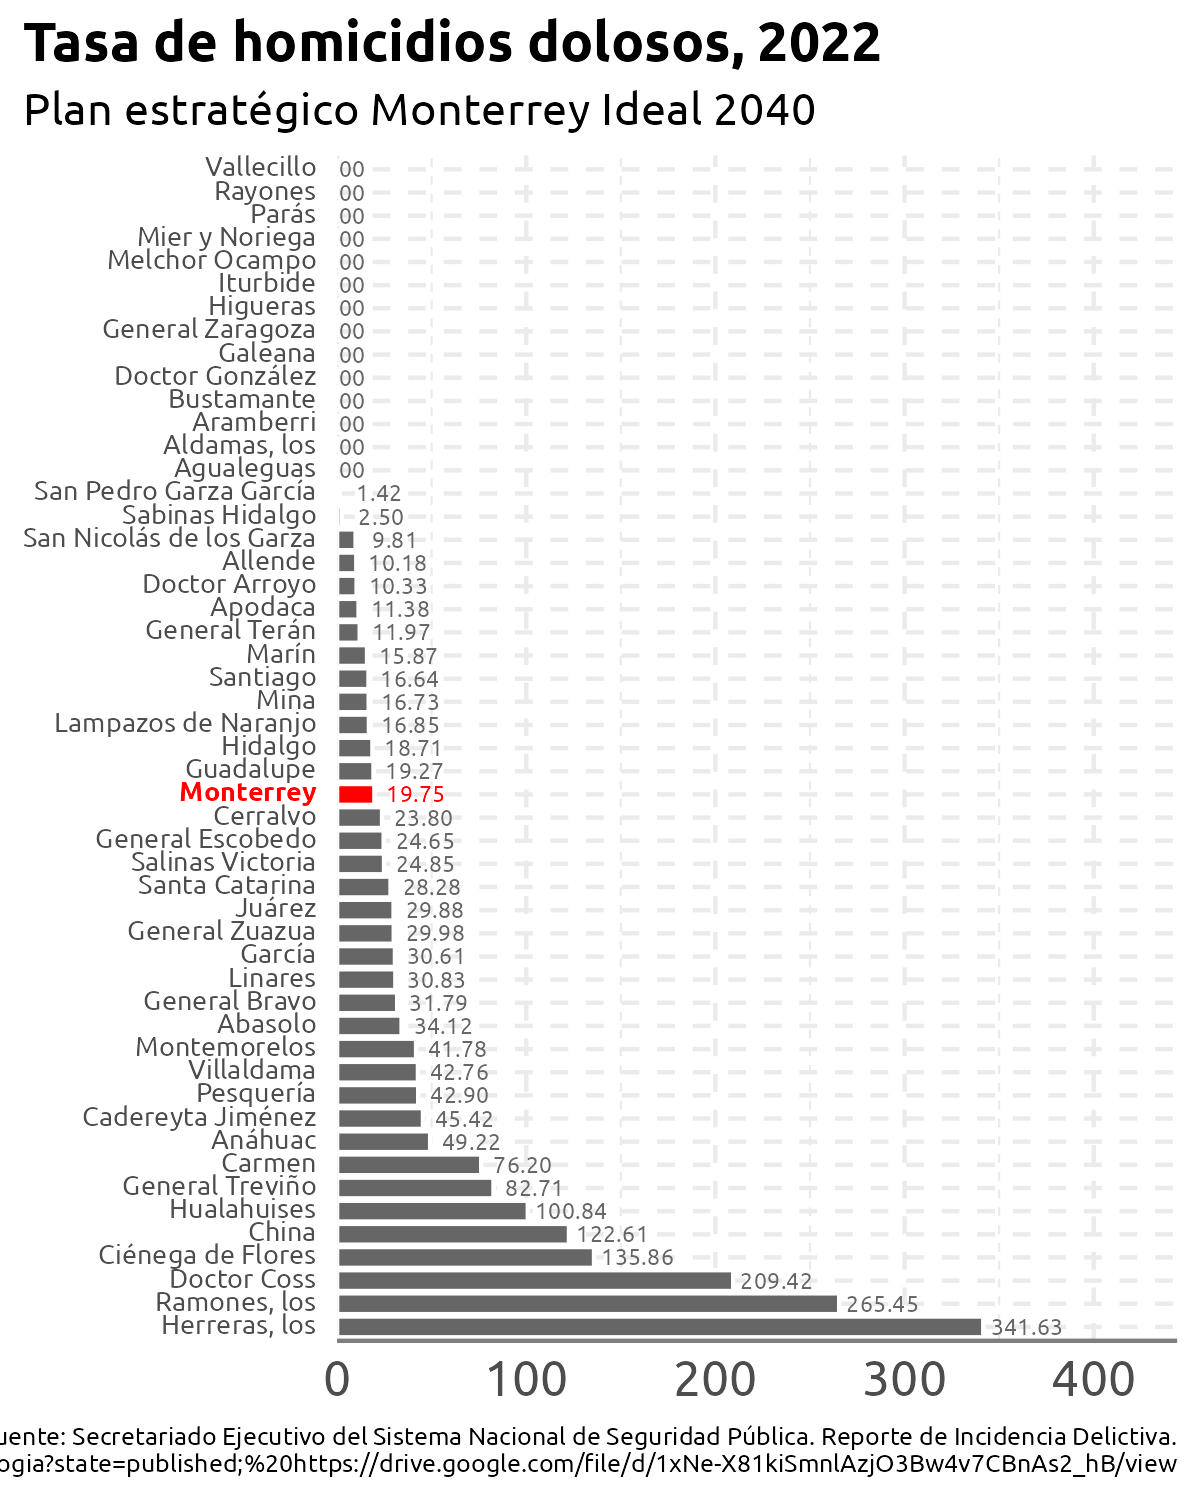 Tasa de homicidios dolosos, 2022
Plan estratégico Monterrey Ideal 2040
Vallecillo 00
Rayones 00
Parás 00
Mier y Noriega 00
Melchor Ocampo 00
Iturbide 00
Higueras 00
General Zaragoza 00
Galeana 00
Doctor González 00
Bustamante 00
Aramberri 00
Aldamas, los 00
Agualeguas 00
San Pedro Garza García 1.42
Sabinas Hidalgo 2.50
San Nicolás de los Garza 9.81
Allende 10.18
Doctor Arroyo 10.33
Apodaca 11.38
General Terán 11.97
Marín 15.87
Santiago 16.64
Mina 16.73
Lampazos de Naranjo 16.85
Hidalgo 18.71
Guadalupe 19.27
Monterrey 19.75
Cerralvo 23.80
General Escobedo 24.65
Salinas Victoria 24.85
Santa Catarina 28.28
Juárez 29.88
General Zuazua 29.98
García 30.61
Linares 30.83
General Bravo 31.79
Abasolo 34.12
Montemorelos 41.78
Villaldama 42.76
Pesquería 42.90
Cadereyta Jiménez 45.42
Anáhuac 49.22
Carmen 76.20
General Treviño 82.71
Hualahuises 100.84
China 122.61
Ciénega de Flores 135.86
Doctor Coss 209.42
Ramones, los 265.45
Herreras, los 341.63
0 100 200 300 400
uente: Secretariado Ejecutivo del Sistema Nacional de Seguridad Pública. Reporte de Incidencia Delictiva.
ogia?state=published;%20https://drive.google.com/file/d/1xNe-X81kiSmnlAzjO3Bw4v7CBnAs2_hB/view